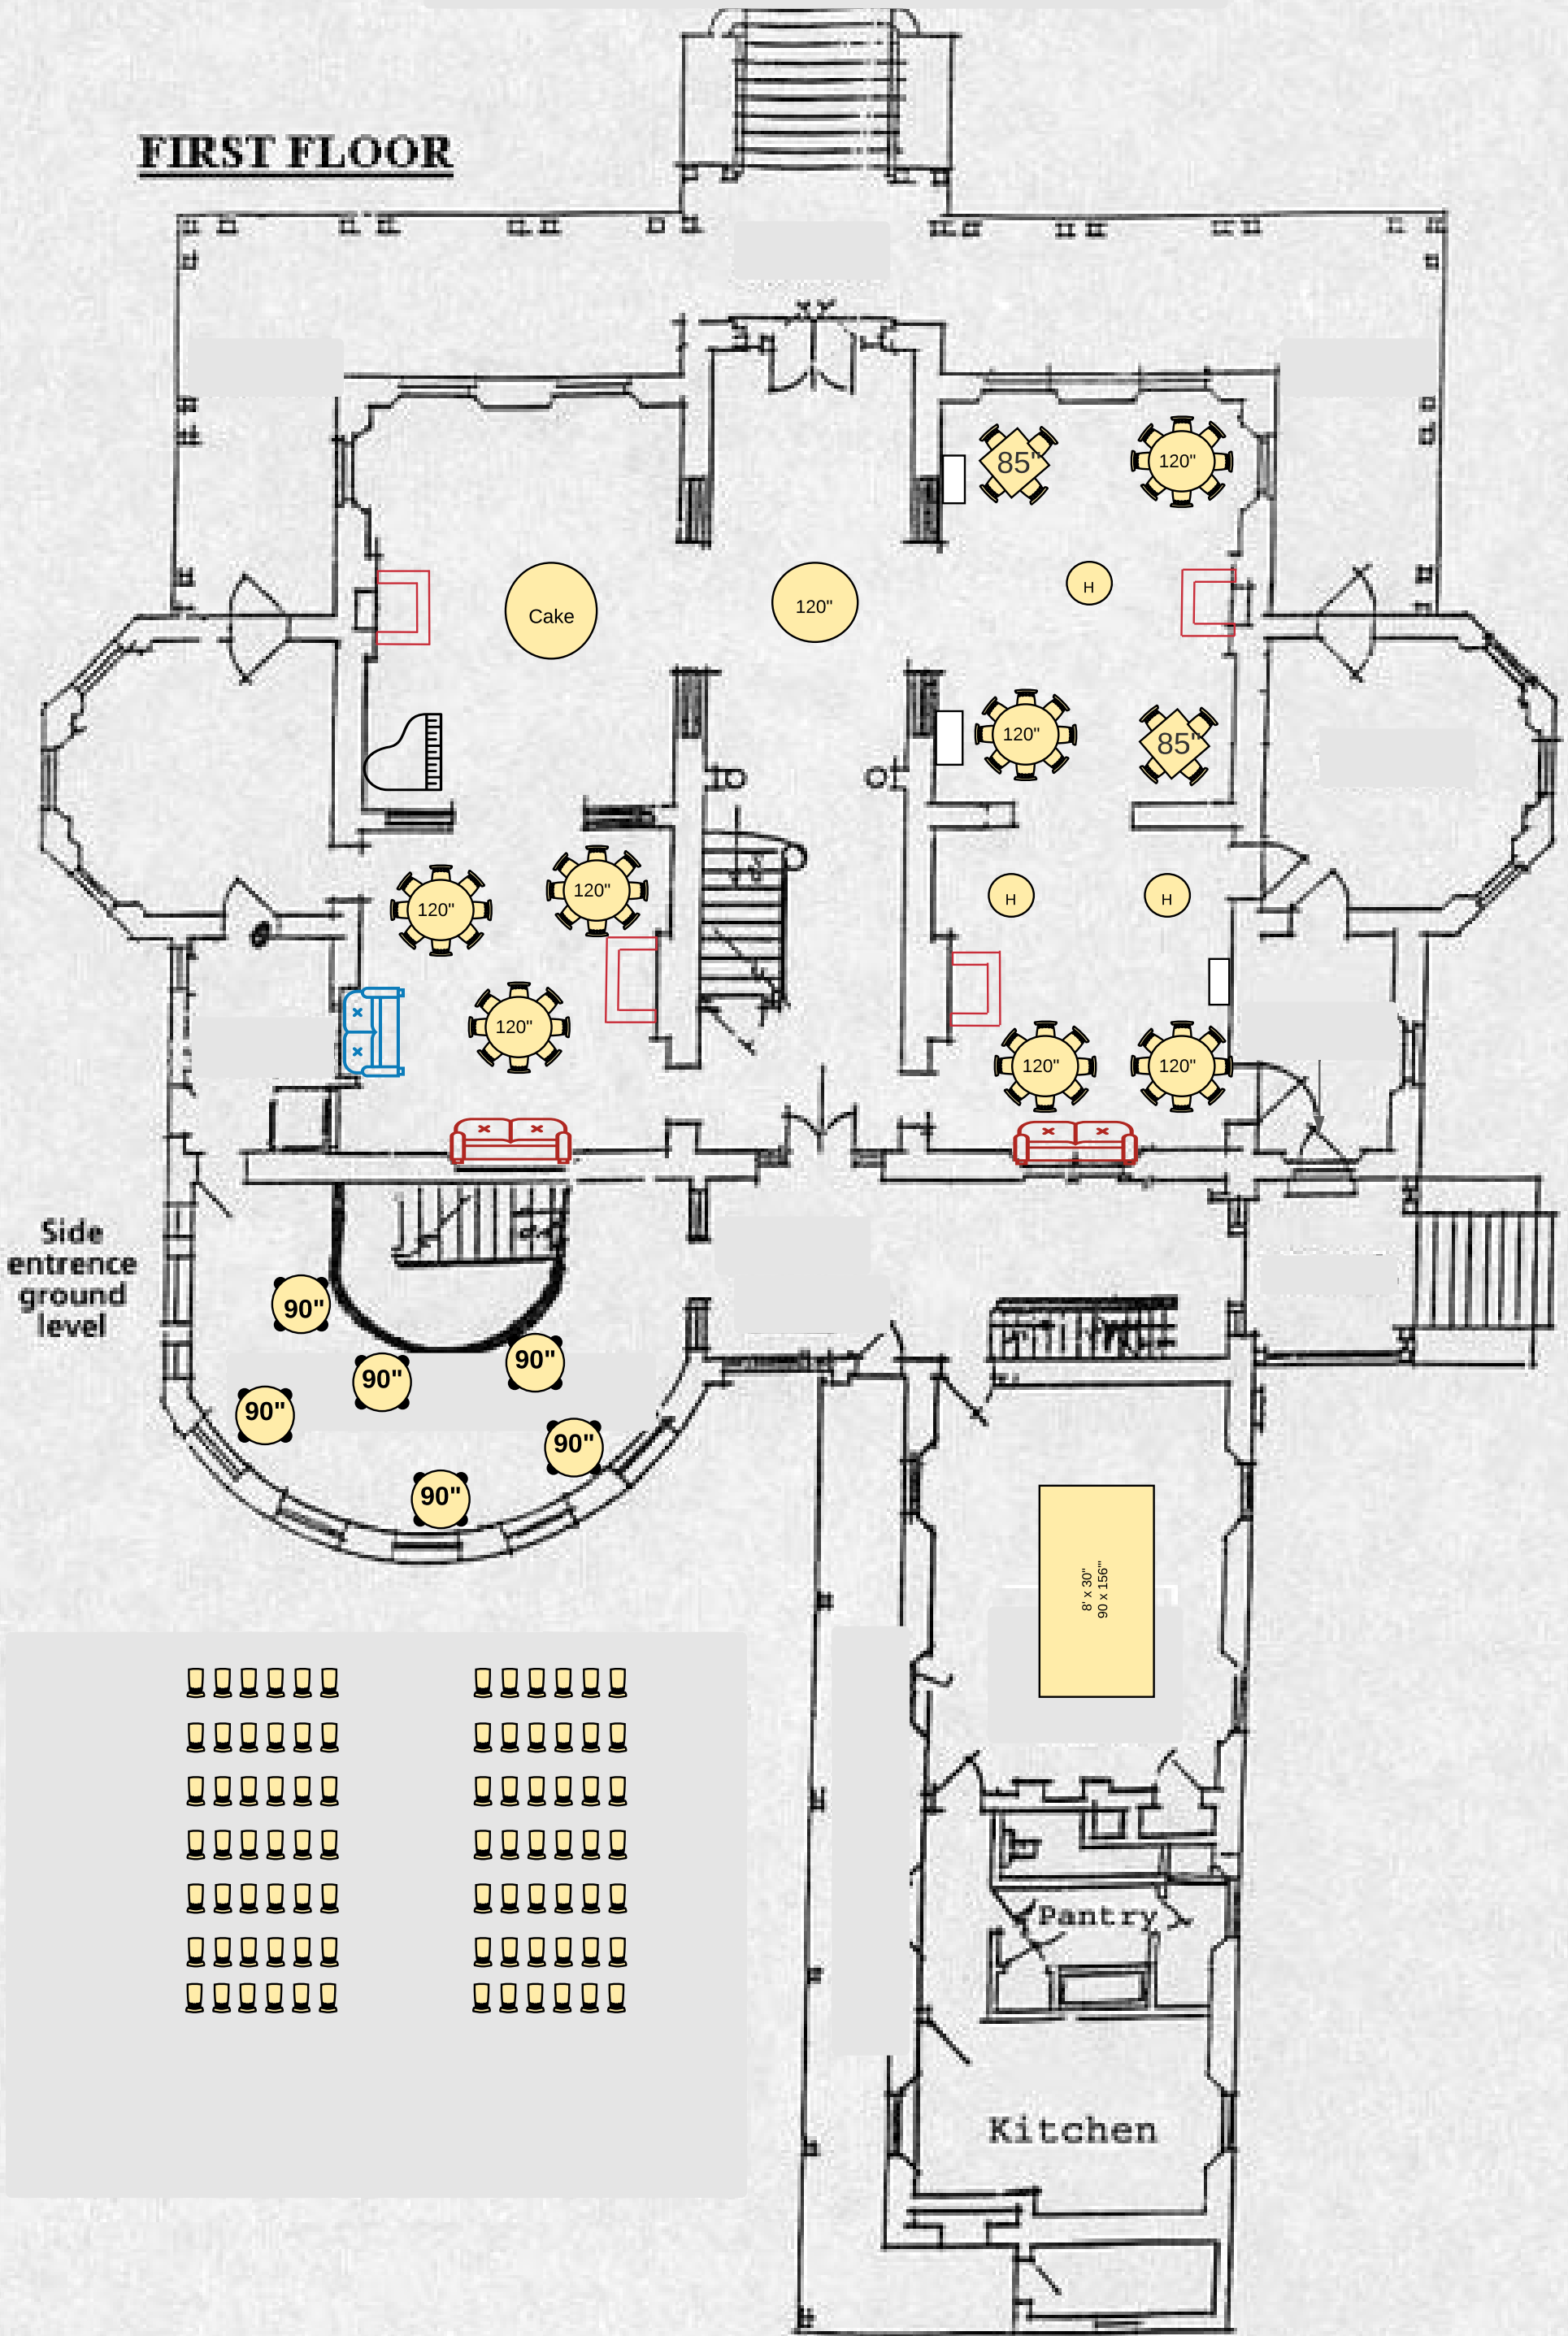 FIRST FLOOR
85"
120"
Cake
120"
H
120"
85"
120"
120"
H
H
120"
120"
120"
Side
entrence
ground
level
90"
90"
90"
90"
90"
90"
8' x 30"
90 x 156'"
Pantry
Kitchen